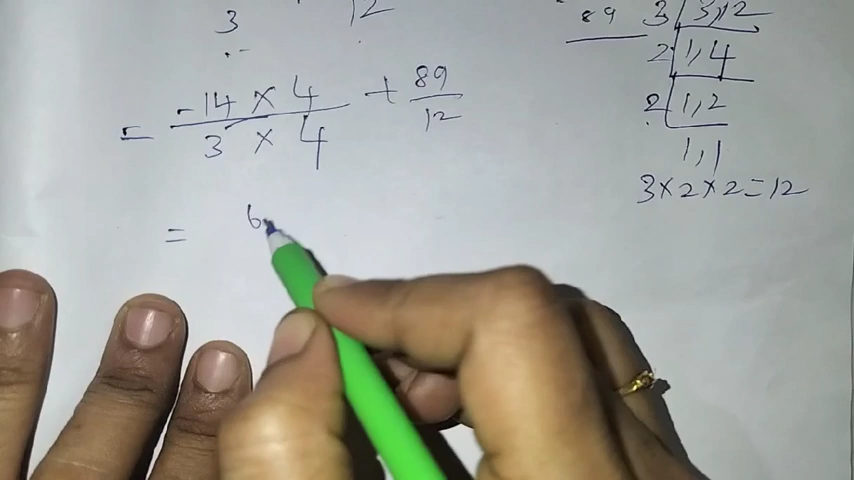 3 12
= -14 × 4 / 3 × 4 + 89 / 12
= 6
89
3 | 3, 12
2 | 1, 4
2 | 1, 2
1, 1
3 × 2 × 2 = 12